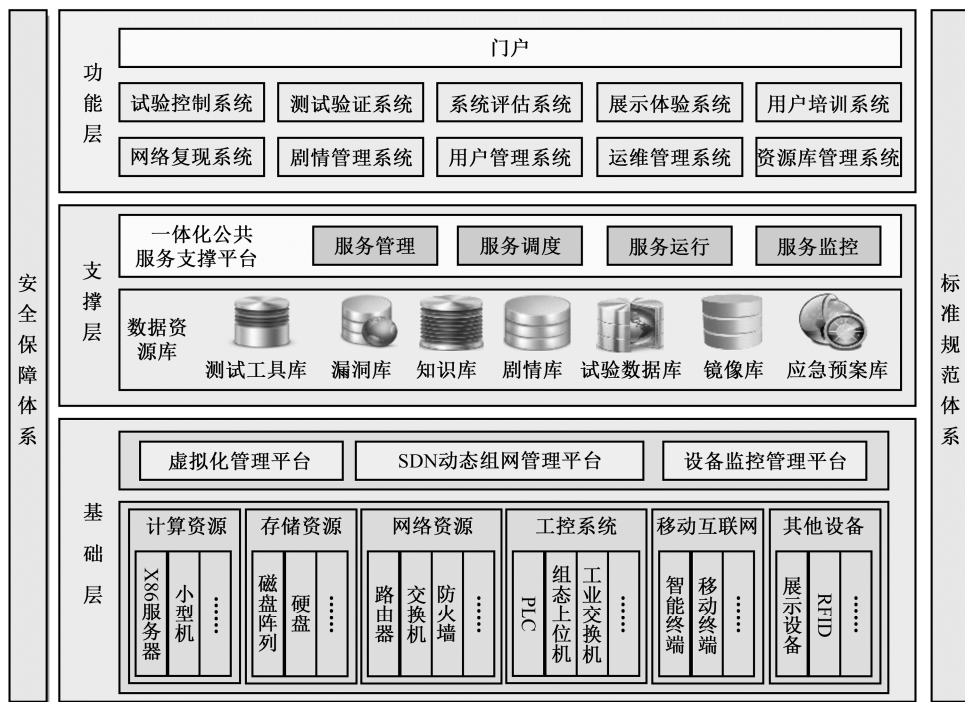 安全保障体系
功能层
门户
试验控制系统
测试验证系统
系统评估系统
展示体验系统
用户培训系统
网络复现系统
剧情管理系统
用户管理系统
运维管理系统
资源库管理系统
支撑层
一体化公共
服务支撑平台
服务管理
服务调度
服务运行
服务监控
数据资
源库
测试工具库
漏洞库
知识库
剧情库
试验数据库
镜像库
应急预案库
基础层
虚拟化管理平台
SDN动态组网管理平台
设备监控管理平台
计算资源
X86服务器
小型机
……
存储资源
磁盘阵列
硬盘
……
网络资源
路由器
交换机
防火墙
……
工控系统
PLC
组态上位机
工业交换机
……
移动互联网
智能终端
移动终端
……
其他设备
展示设备
RFID
……
标准规范体系